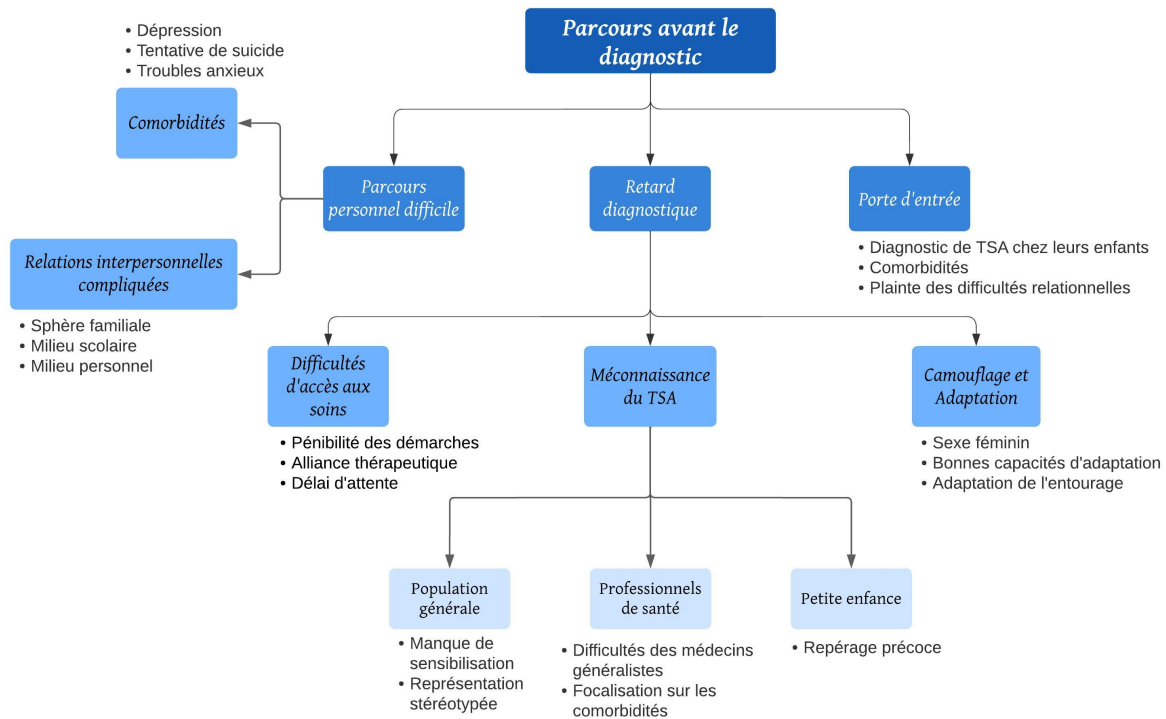 Parcours avant le
diagnostic
• Dépression
• Tentative de suicide
• Troubles anxieux
Comorbidités
Parcours
personnel difficile
Retard
diagnostique
Porte d'entrée
• Diagnostic de TSA chez leurs enfants
• Comorbidités
• Plainte des difficultés relationnelles
Relations interpersonnelles
compliquées
• Sphère familiale
• Milieu scolaire
• Milieu personnel
Difficultés
d'accès aux
soins
• Pénibilité des démarches
• Alliance thérapeutique
• Délai d'attente
Méconnaissance
du TSA
Camouflage et
Adaptation
• Sexe féminin
• Bonnes capacités d'adaptation
• Adaptation de l'entourage
Population
générale
• Manque de
sensibilisation
• Représentation
stéréotypée
Professionnels
de santé
• Difficultés des médecins
généralistes
• Focalisation sur les
comorbidités
Petite enfance
• Repérage précoce